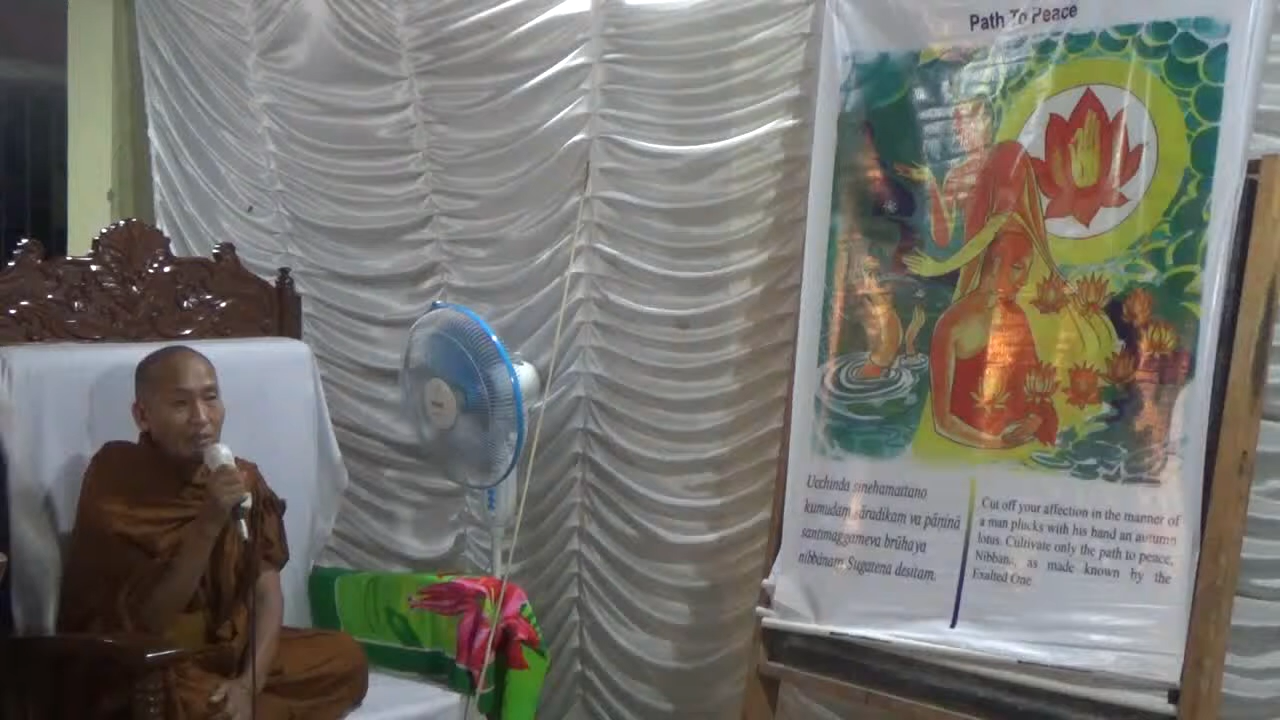 Path To Peace
Ucchinda sinehamattano
kumudam sāradikam va pāṇinā
santimaggameva brūhaya
nibbānam Sugatena desitam.
Cut off your affection in the manner of
a man plucks with his hand an autumn
lotus. Cultivate only the path to peace,
Nibbana, as made known by the
Exalted One